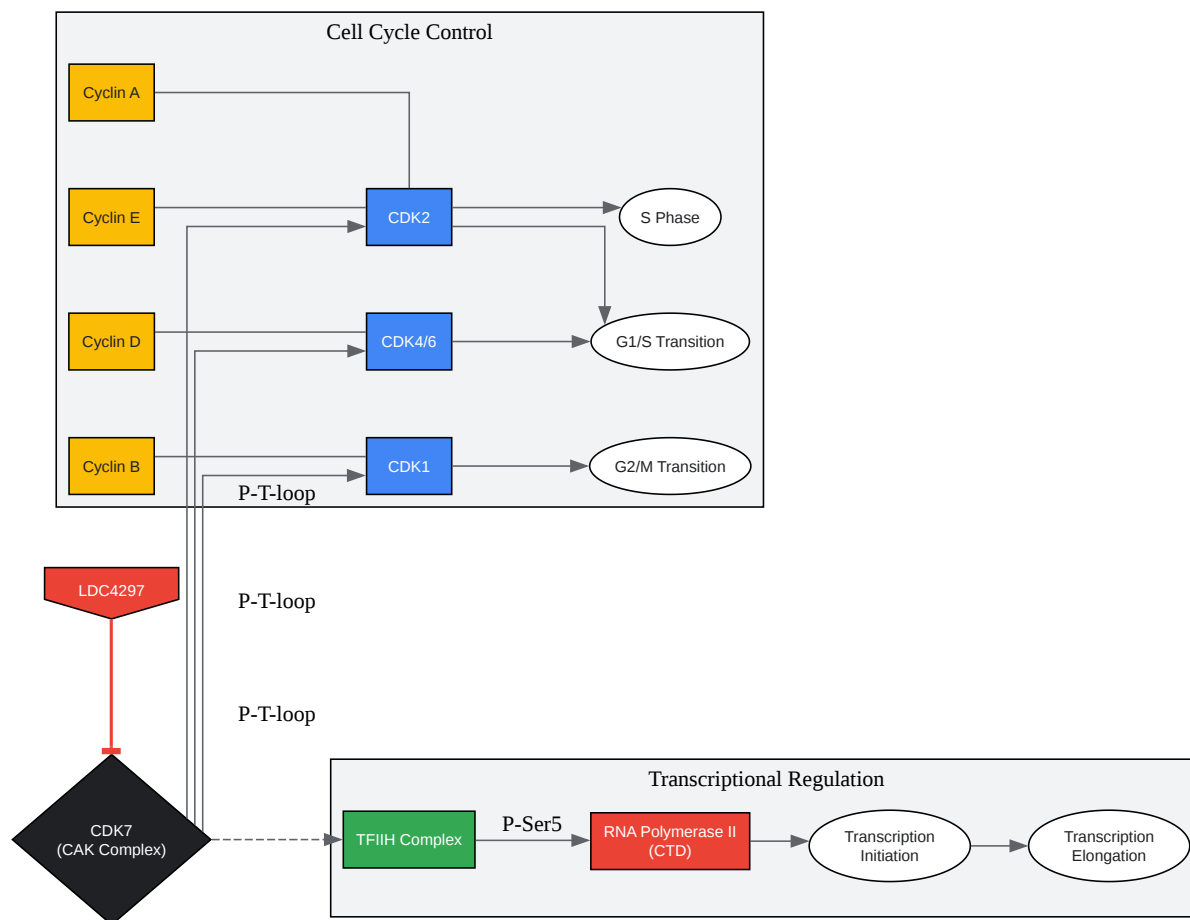 Cell Cycle Control
Cyclin A
Cyclin E
CDK2
S Phase
Cyclin D
CDK4/6
G1/S Transition
Cyclin B
CDK1
G2/M Transition
P-T-loop
LDC4297
P-T-loop
P-T-loop
Transcriptional Regulation
CDK7
(CAK Complex)
TFIIH Complex
P-Ser5
RNA Polymerase II
(CTD)
Transcription
Initiation
Transcription
Elongation